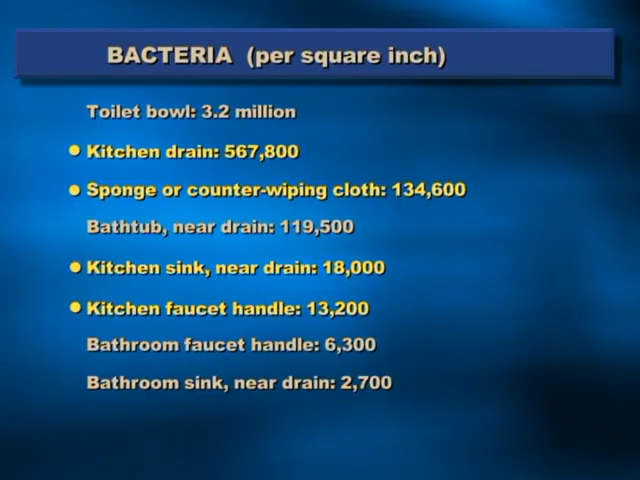 BACTERIA (per square inch)
Toilet bowl: 3.2 million
Kitchen drain: 567,800
Sponge or counter-wiping cloth: 134,600
Bathtub, near drain: 119,500
Kitchen sink, near drain: 18,000
Kitchen faucet handle: 13,200
Bathroom faucet handle: 6,300
Bathroom sink, near drain: 2,700